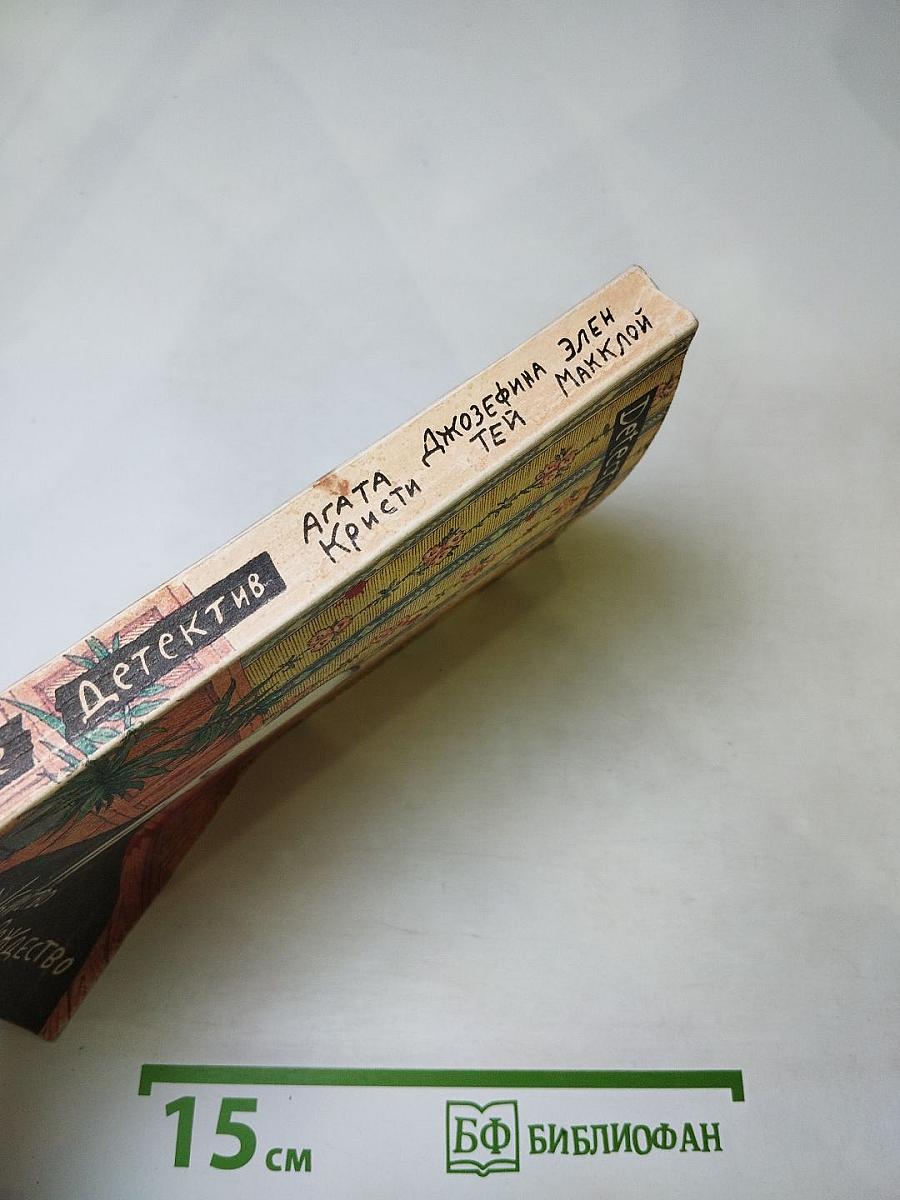 Агата
Кристи
Джозефина
Тей
Элен
Макклой
Детектив
15 см
БФ БИБЛИОФАН